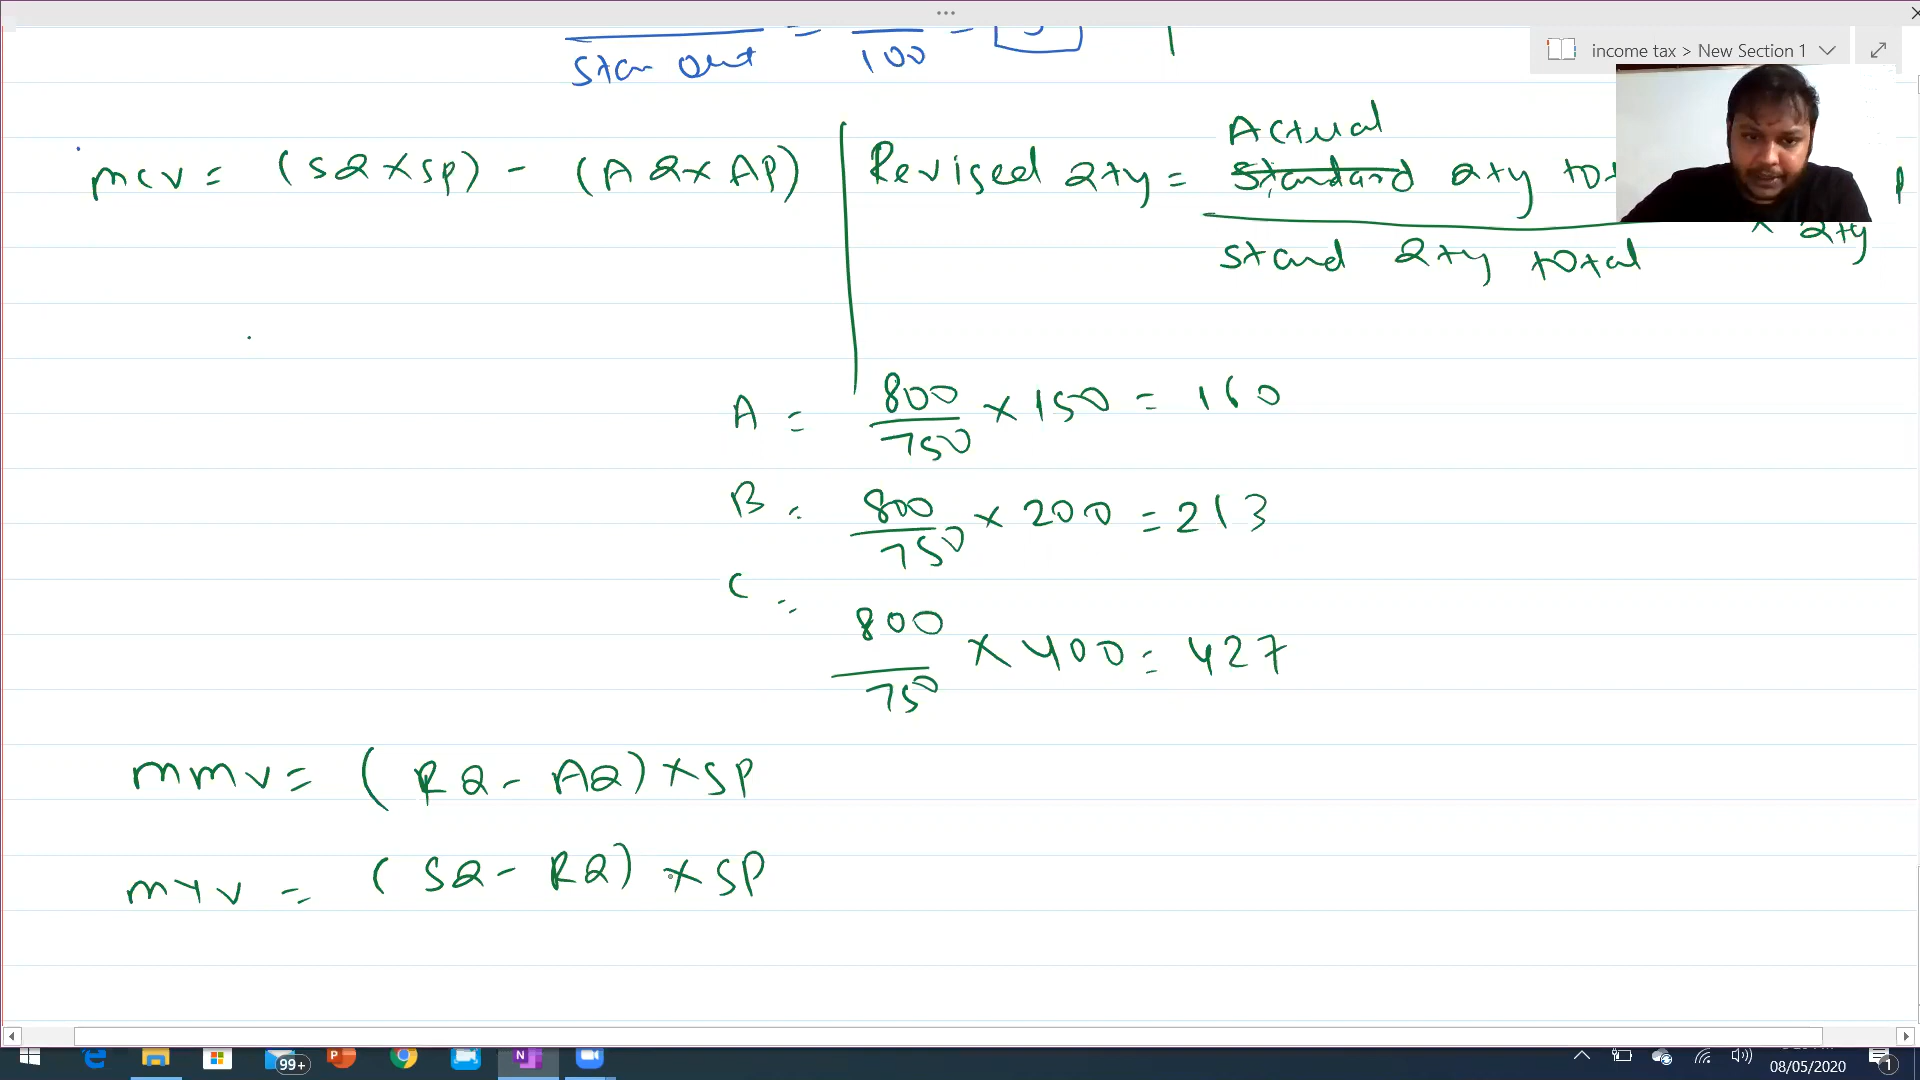 income tax > New Section 1
Stan Out = 100 =
mcv = (SQ x SP) - (AQ x AP)
Revised Qty = Actual Standard Qty
Stand Qty total x Qty
A = 800/750 x 150 = 160
B = 800/750 x 200 = 213
C = 800/750 x 400 = 427
mmv = (RQ - AQ) x SP
myv = (SQ - RQ) x SP
99+
08/05/2020
1